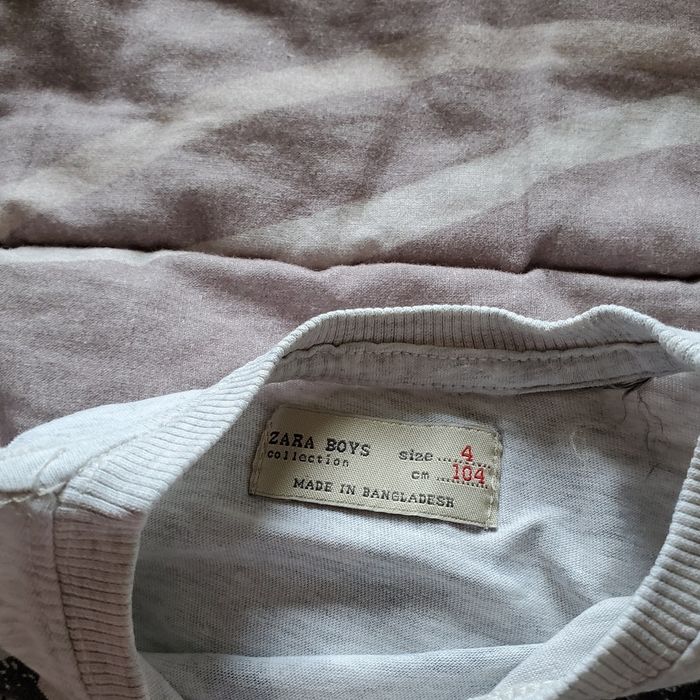 ZARA BOYS size ......4
collection cm ...104
MADE IN BANGLADESH